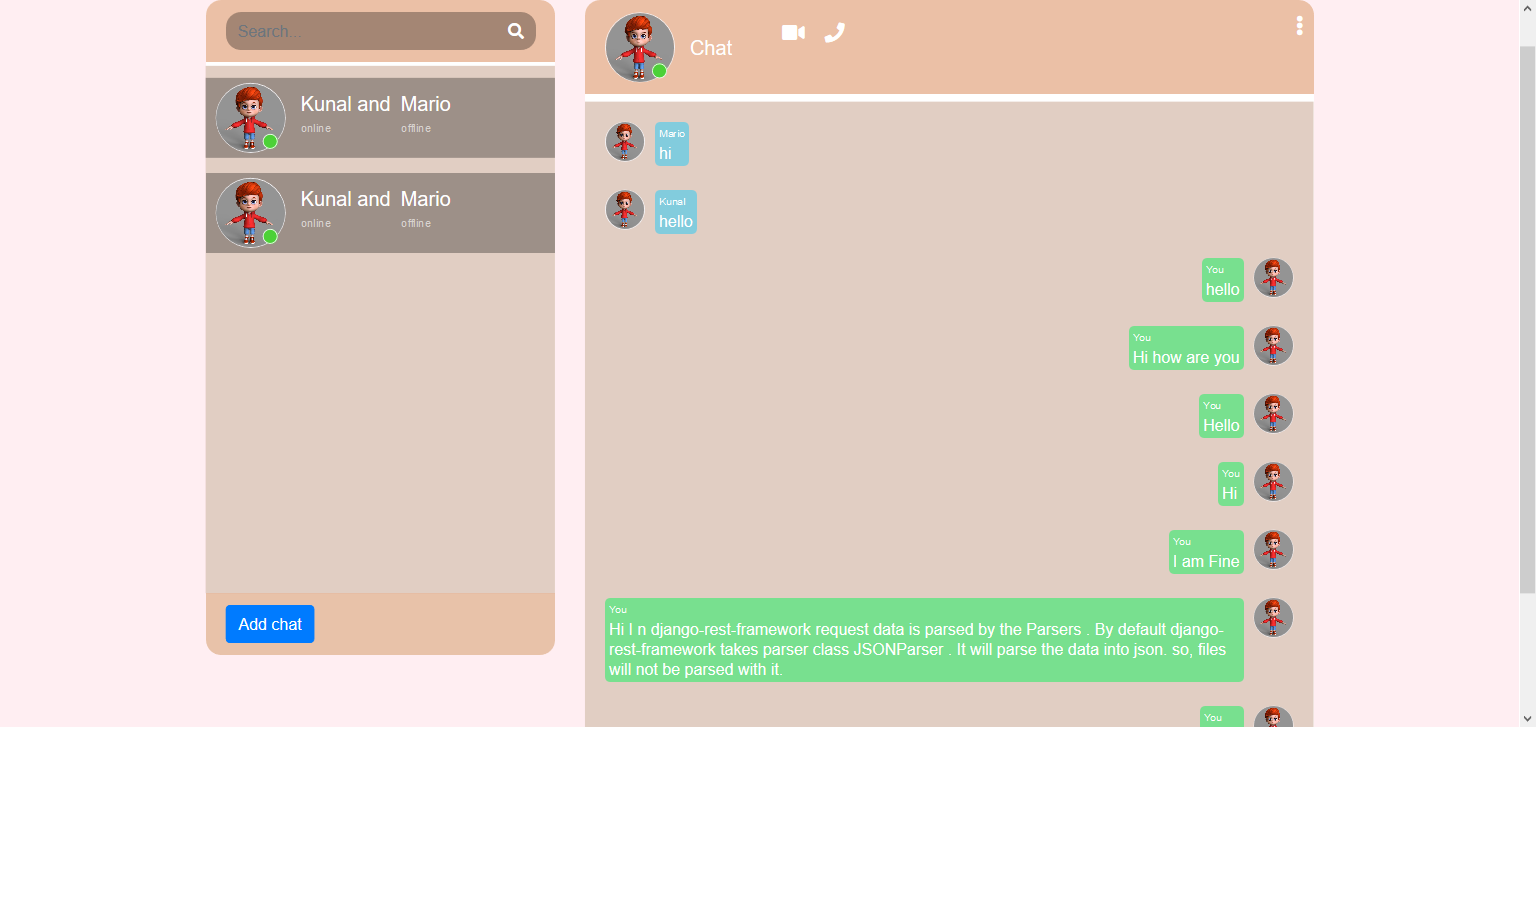 Search...
Kunal and Mario
online offline
Kunal and Mario
online offline
Add chat
Chat
Mario
hi
Kunal
hello
You
hello
You
Hi how are you
You
Hello
You
Hi
You
I am Fine
You
Hi I n django-rest-framework request data is parsed by the Parsers . By default django-
rest-framework takes parser class JSONParser . It will parse the data into json. so, files
will not be parsed with it.
You